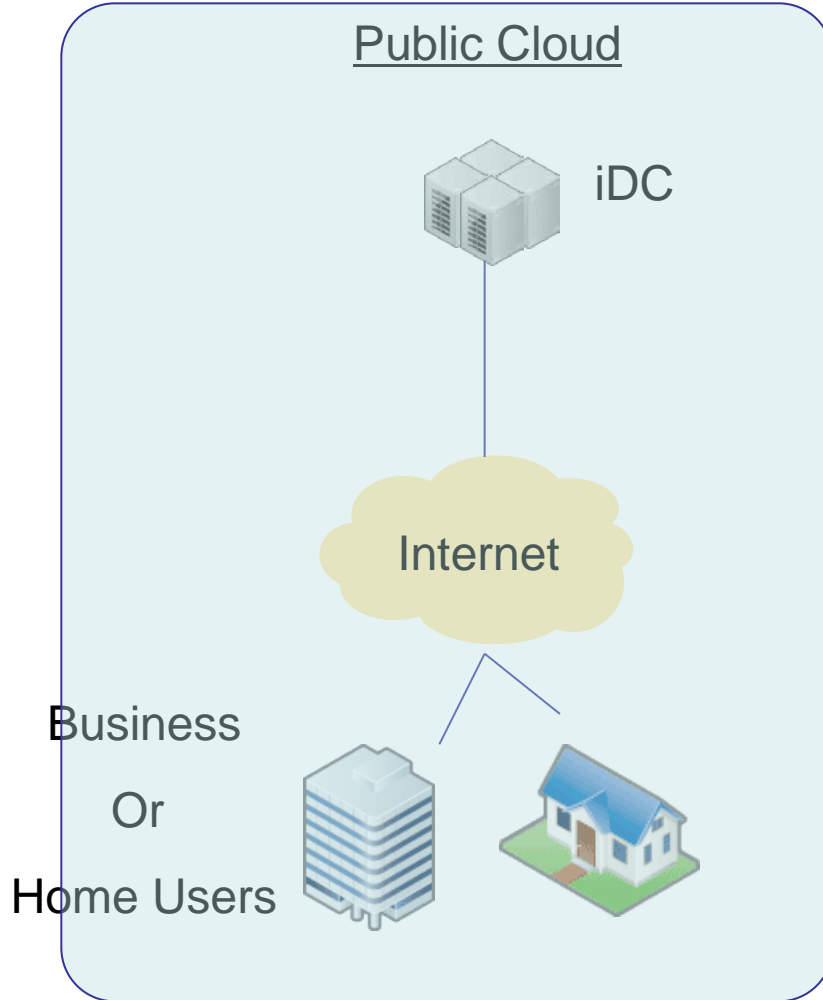 Public Cloud
iDC
Internet
Business
Or
Home Users